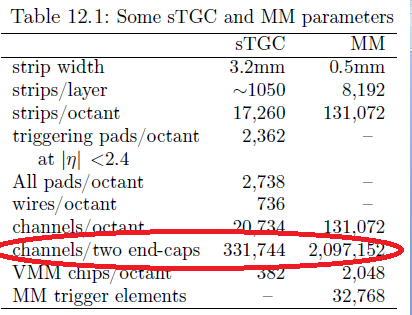 Table 12.1: Some sTGC and MM parameters
sTGC MM
strip width 3.2mm 0.5mm
strips/layer ∼1050 8,192
strips/octant 17,260 131,072
triggering pads/octant 2,362 –
at |η| <2.4
All pads/octant 2,738 –
wires/octant 736 –
channels/octant 20,734 131,072
channels/two end-caps 331,744 2,097,152
VMM chips/octant 382 2,048
MM trigger elements – 32,768